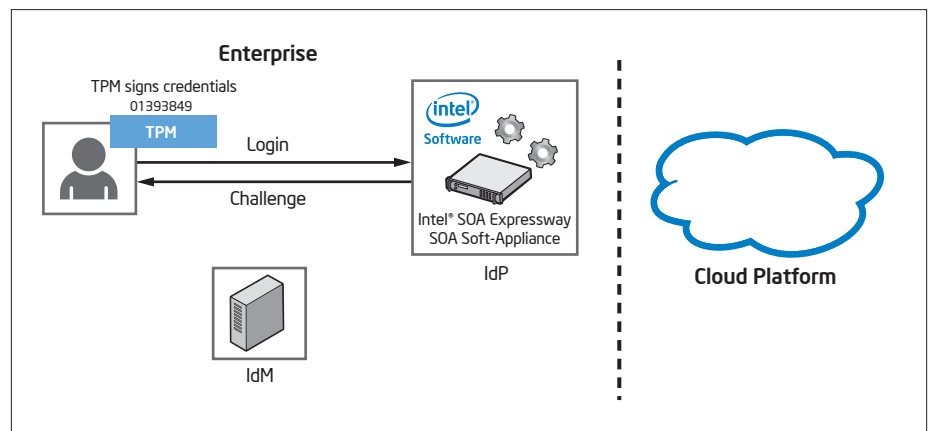 Enterprise
TPM signs credentials
01393849
TPM
Login
Challenge
intel
Software
Intel® SOA Expressway
SOA Soft-Appliance
IdP
IdM
Cloud Platform